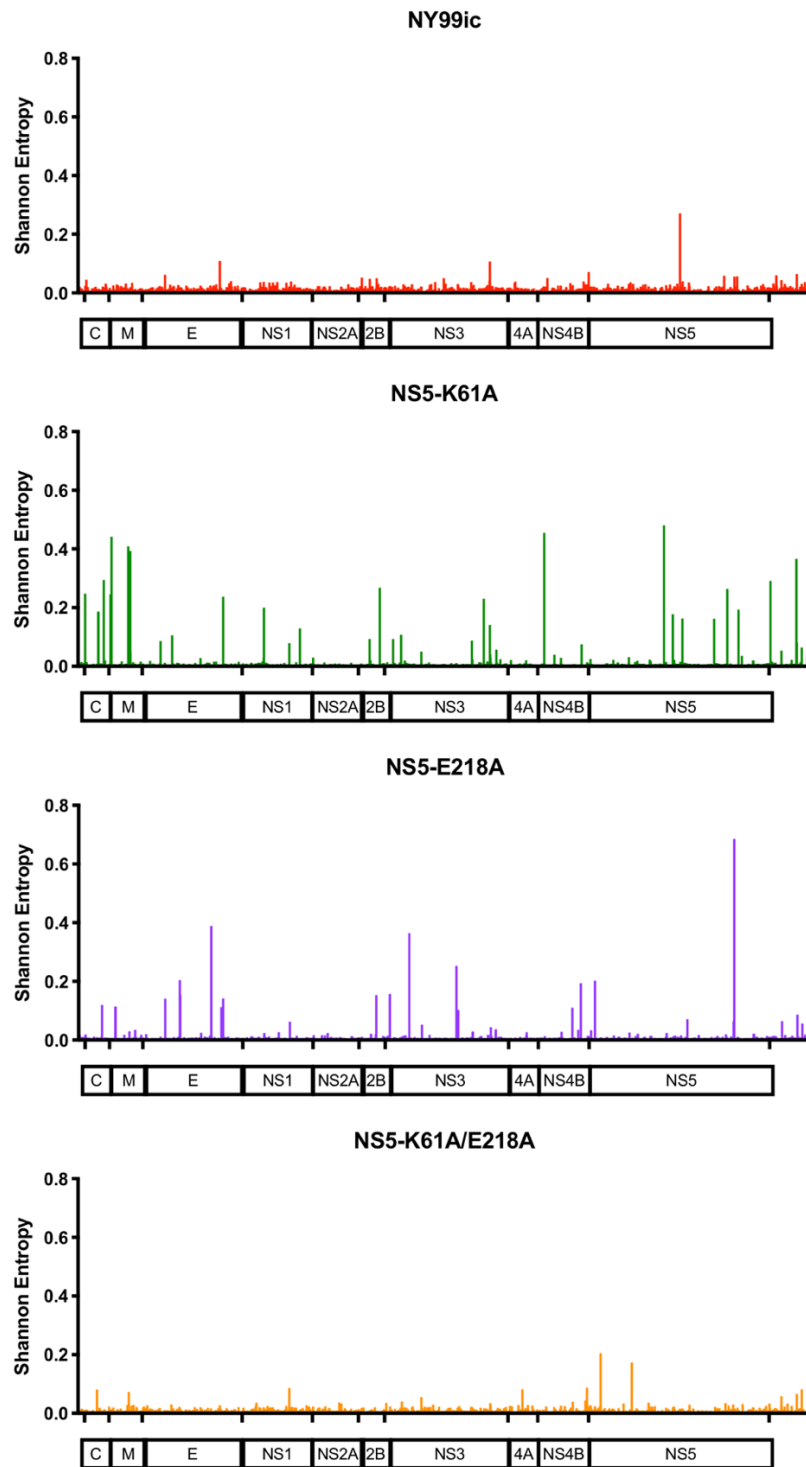 NY99ic
Shannon Entropy
0.8
0.6
0.4
0.2
0.0
C M E NS1 NS2A 2B NS3 4A NS4B NS5
NS5-K61A
Shannon Entropy
0.8
0.6
0.4
0.2
0.0
C M E NS1 NS2A 2B NS3 4A NS4B NS5
NS5-E218A
Shannon Entropy
0.8
0.6
0.4
0.2
0.0
C M E NS1 NS2A 2B NS3 4A NS4B NS5
NS5-K61A/E218A
Shannon Entropy
0.8
0.6
0.4
0.2
0.0
C M E NS1 NS2A 2B NS3 4A NS4B NS5